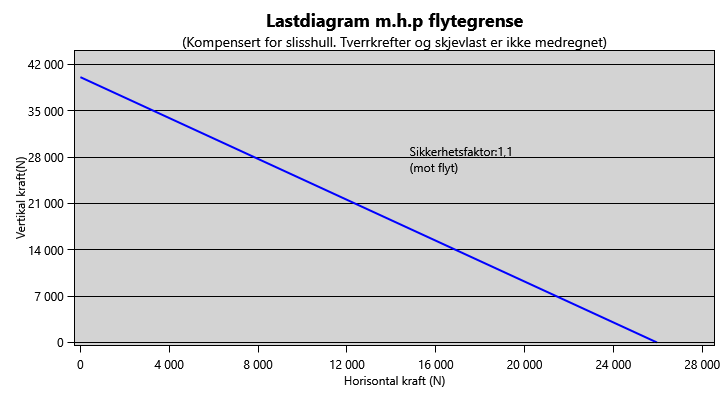 Lastdiagram m.h.p flytegrense
(Kompensert for slisshull. Tverrkrefter og skjevlast er ikke medregnet)
42 000
35 000
28 000
21 000
14 000
7 000
0
Vertikal kraft(N)
Sikkerhetsfaktor:1,1
(mot flyt)
0 4 000 8 000 12 000 16 000 20 000 24 000 28 000
Horisontal kraft (N)